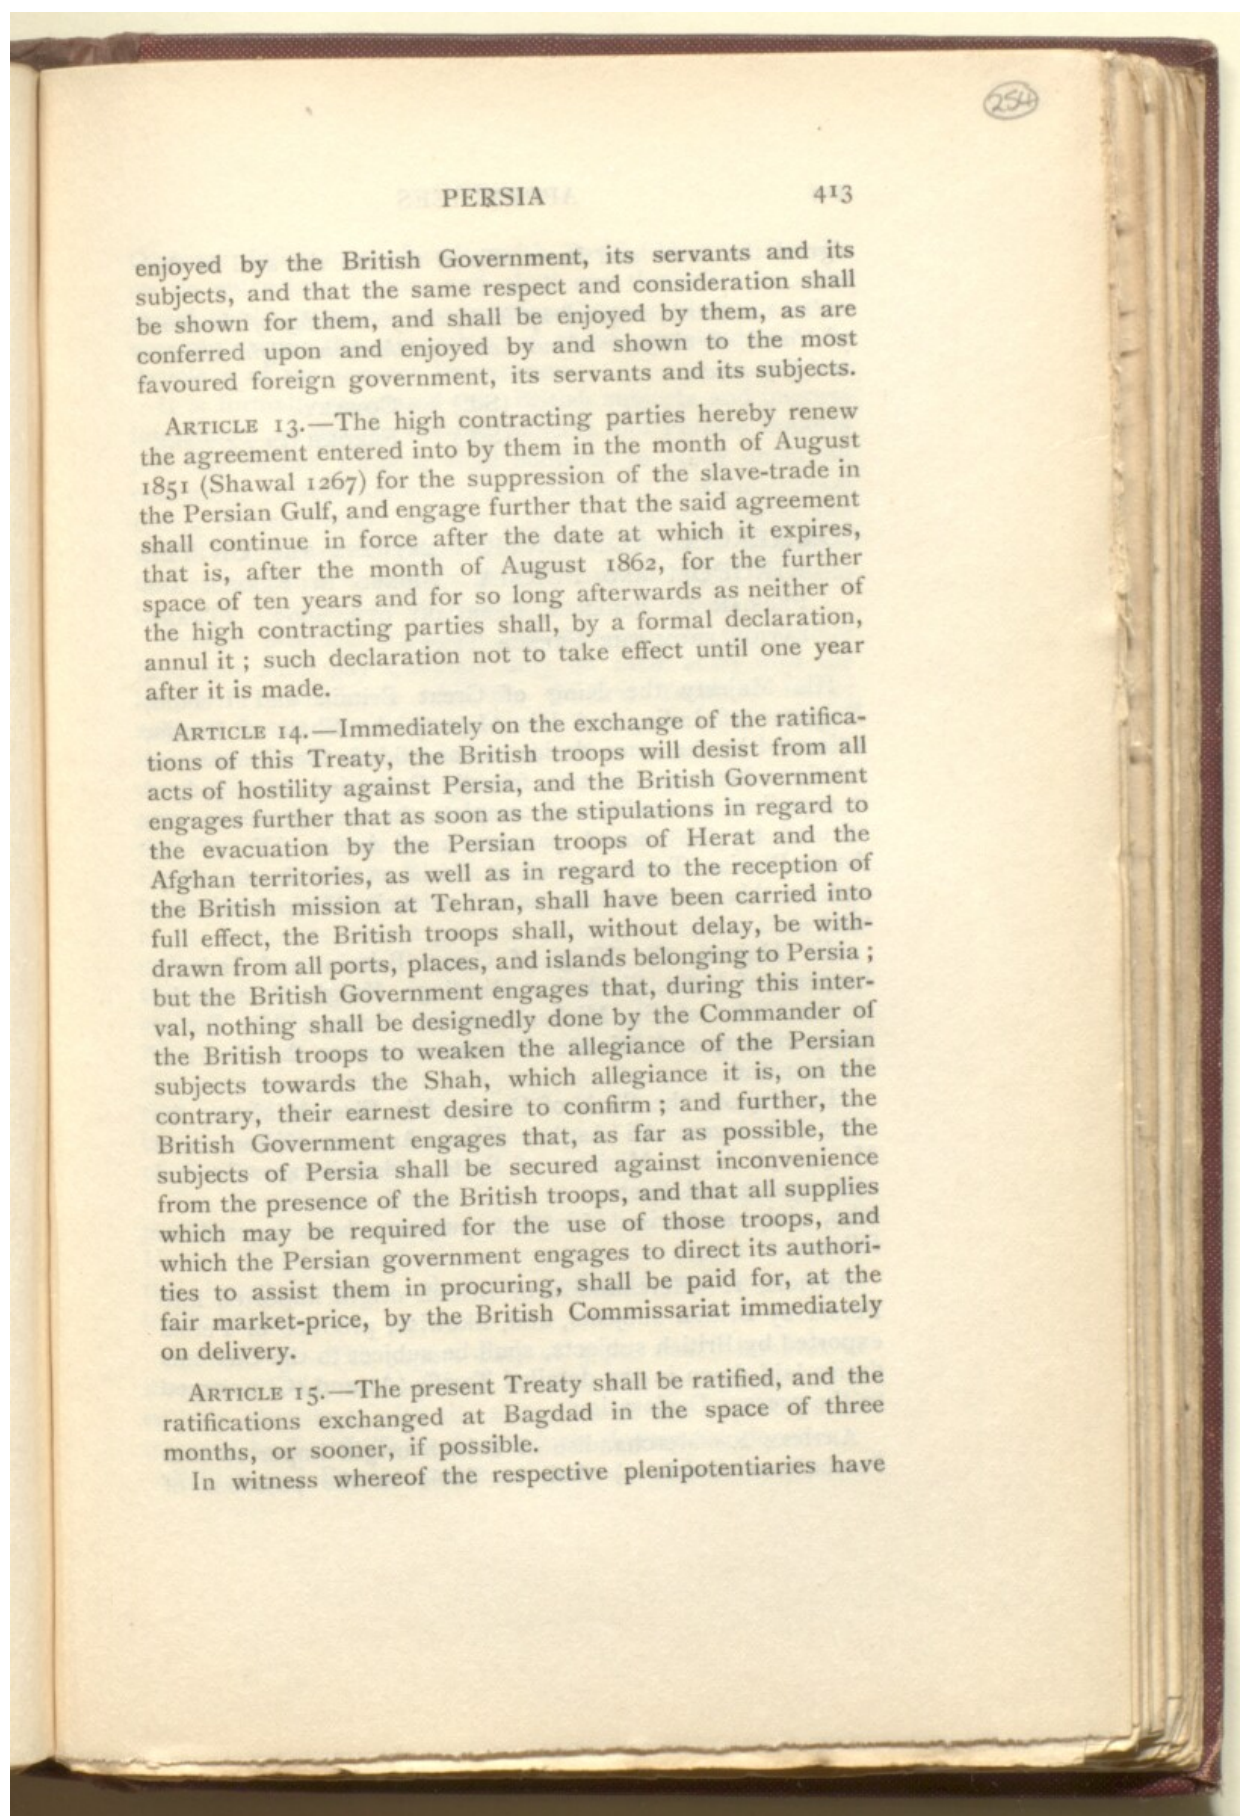 254
PERSIA 413
enjoyed by the British Government, its servants and its
subjects, and that the same respect and consideration shall
be shown for them, and shall be enjoyed by them, as are
conferred upon and enjoyed by and shown to the most
favoured foreign government, its servants and its subjects.
ARTICLE 13.—The high contracting parties hereby renew
the agreement entered into by them in the month of August
1851 (Shawal 1267) for the suppression of the slave-trade in
the Persian Gulf, and engage further that the said agreement
shall continue in force after the date at which it expires,
that is, after the month of August 1862, for the further
space of ten years and for so long afterwards as neither of
the high contracting parties shall, by a formal declaration,
annul it ; such declaration not to take effect until one year
after it is made.
ARTICLE 14.—Immediately on the exchange of the ratifica-
tions of this Treaty, the British troops will desist from all
acts of hostility against Persia, and the British Government
engages further that as soon as the stipulations in regard to
the evacuation by the Persian troops of Herat and the
Afghan territories, as well as in regard to the reception of
the British mission at Tehran, shall have been carried into
full effect, the British troops shall, without delay, be with-
drawn from all ports, places, and islands belonging to Persia ;
but the British Government engages that, during this inter-
val, nothing shall be designedly done by the Commander of
the British troops to weaken the allegiance of the Persian
subjects towards the Shah, which allegiance it is, on the
contrary, their earnest desire to confirm ; and further, the
British Government engages that, as far as possible, the
subjects of Persia shall be secured against inconvenience
from the presence of the British troops, and that all supplies
which may be required for the use of those troops, and
which the Persian government engages to direct its authori-
ties to assist them in procuring, shall be paid for, at the
fair market-price, by the British Commissariat immediately
on delivery.
ARTICLE 15.—The present Treaty shall be ratified, and the
ratifications exchanged at Bagdad in the space of three
months, or sooner, if possible.
In witness whereof the respective plenipotentiaries have